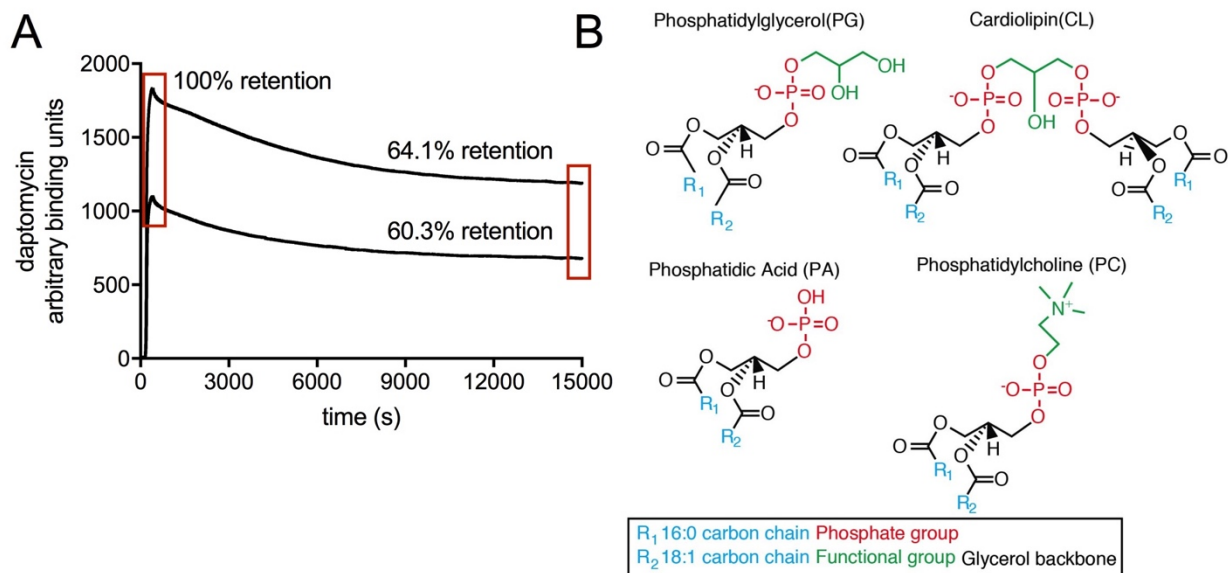 A
daptomycin
arbitrary binding units
2000
1500
1000
500
0
100% retention
64.1% retention
60.3% retention
0 3000 6000 9000 12000 15000
time (s)
B
Phosphatidylglycerol(PG)
O
OH
-O-P=O OH
O
O
O H
O
O
R1
R2
Cardiolipin(CL)
O O
-O-P=O O=P-O-
OH
O O
O O
O H H O
O O
O O
R1 R1
R2 R2
Phosphatidic Acid (PA)
OH
-O-P=O
O
O
O H
O
O
R1
R2
Phosphatidylcholine (PC)
N+
O
-O-P=O
O
O
O H
O
O
R1
R2
R1 16:0 carbon chain Phosphate group
R2 18:1 carbon chain Functional group Glycerol backbone